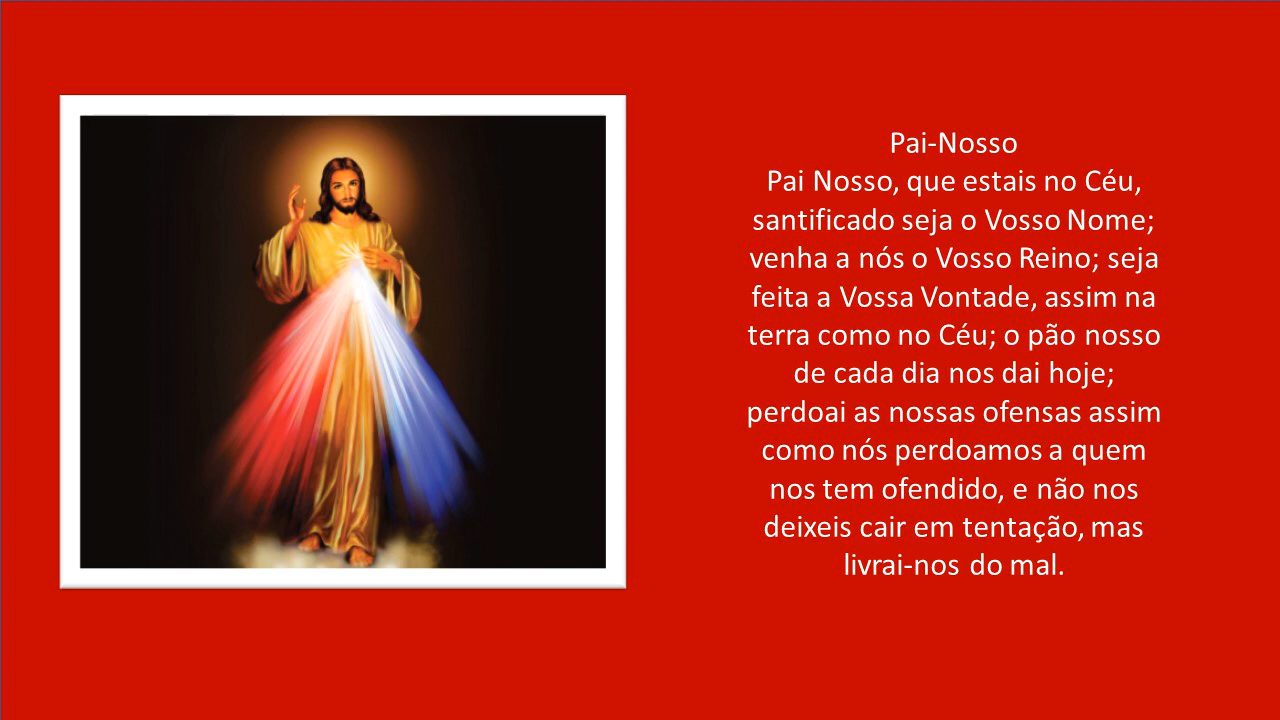 Pai-Nosso
Pai Nosso, que estais no Céu,
santificado seja o Vosso Nome;
venha a nós o Vosso Reino; seja
feita a Vossa Vontade, assim na
terra como no Céu; o pão nosso
de cada dia nos dai hoje;
perdoai as nossas ofensas assim
como nós perdoamos a quem
nos tem ofendido, e não nos
deixeis cair em tentação, mas
livrai-nos do mal.